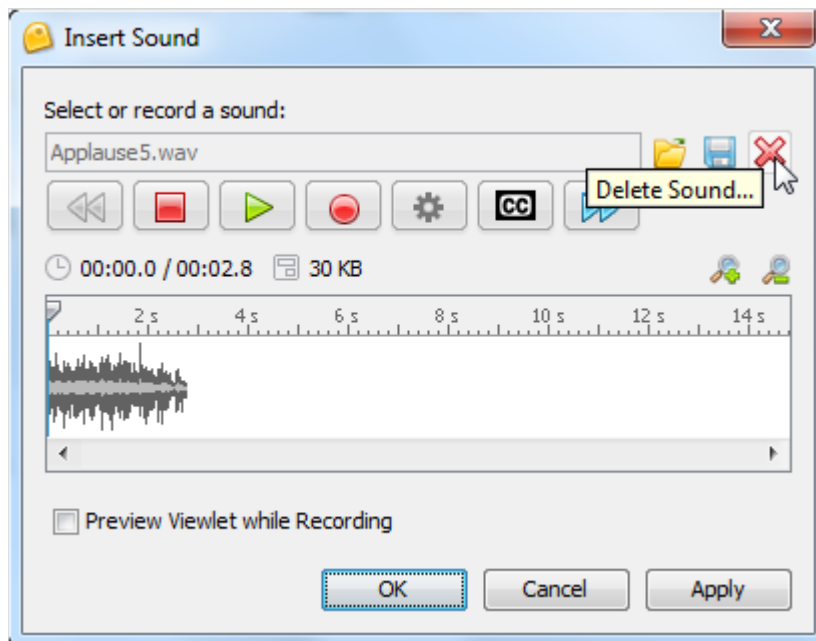 Insert Sound
Select or record a sound:
Applause5.wav
Delete Sound...
CC
00:00.0 / 00:02.8 30 KB
2 s 4 s 6 s 8 s 10 s 12 s 14 s
Preview Viewlet while Recording
OK Cancel Apply